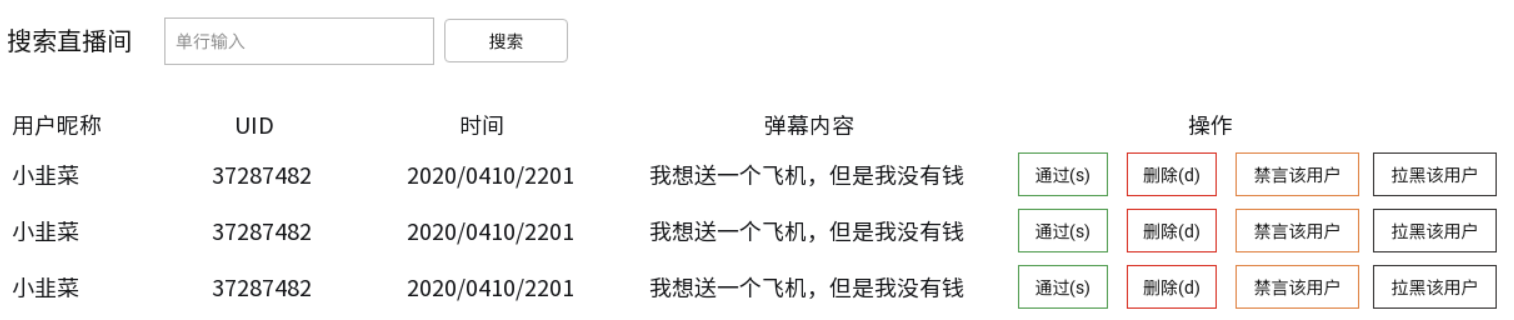 搜索直播间 单行输入 搜索
用户昵称 UID 时间 弹幕内容 操作
小韭菜 37287482 2020/0410/2201 我想送一个飞机，但是我没有钱 通过(s) 删除(d) 禁言该用户 拉黑该用户
小韭菜 37287482 2020/0410/2201 我想送一个飞机，但是我没有钱 通过(s) 删除(d) 禁言该用户 拉黑该用户
小韭菜 37287482 2020/0410/2201 我想送一个飞机，但是我没有钱 通过(s) 删除(d) 禁言该用户 拉黑该用户